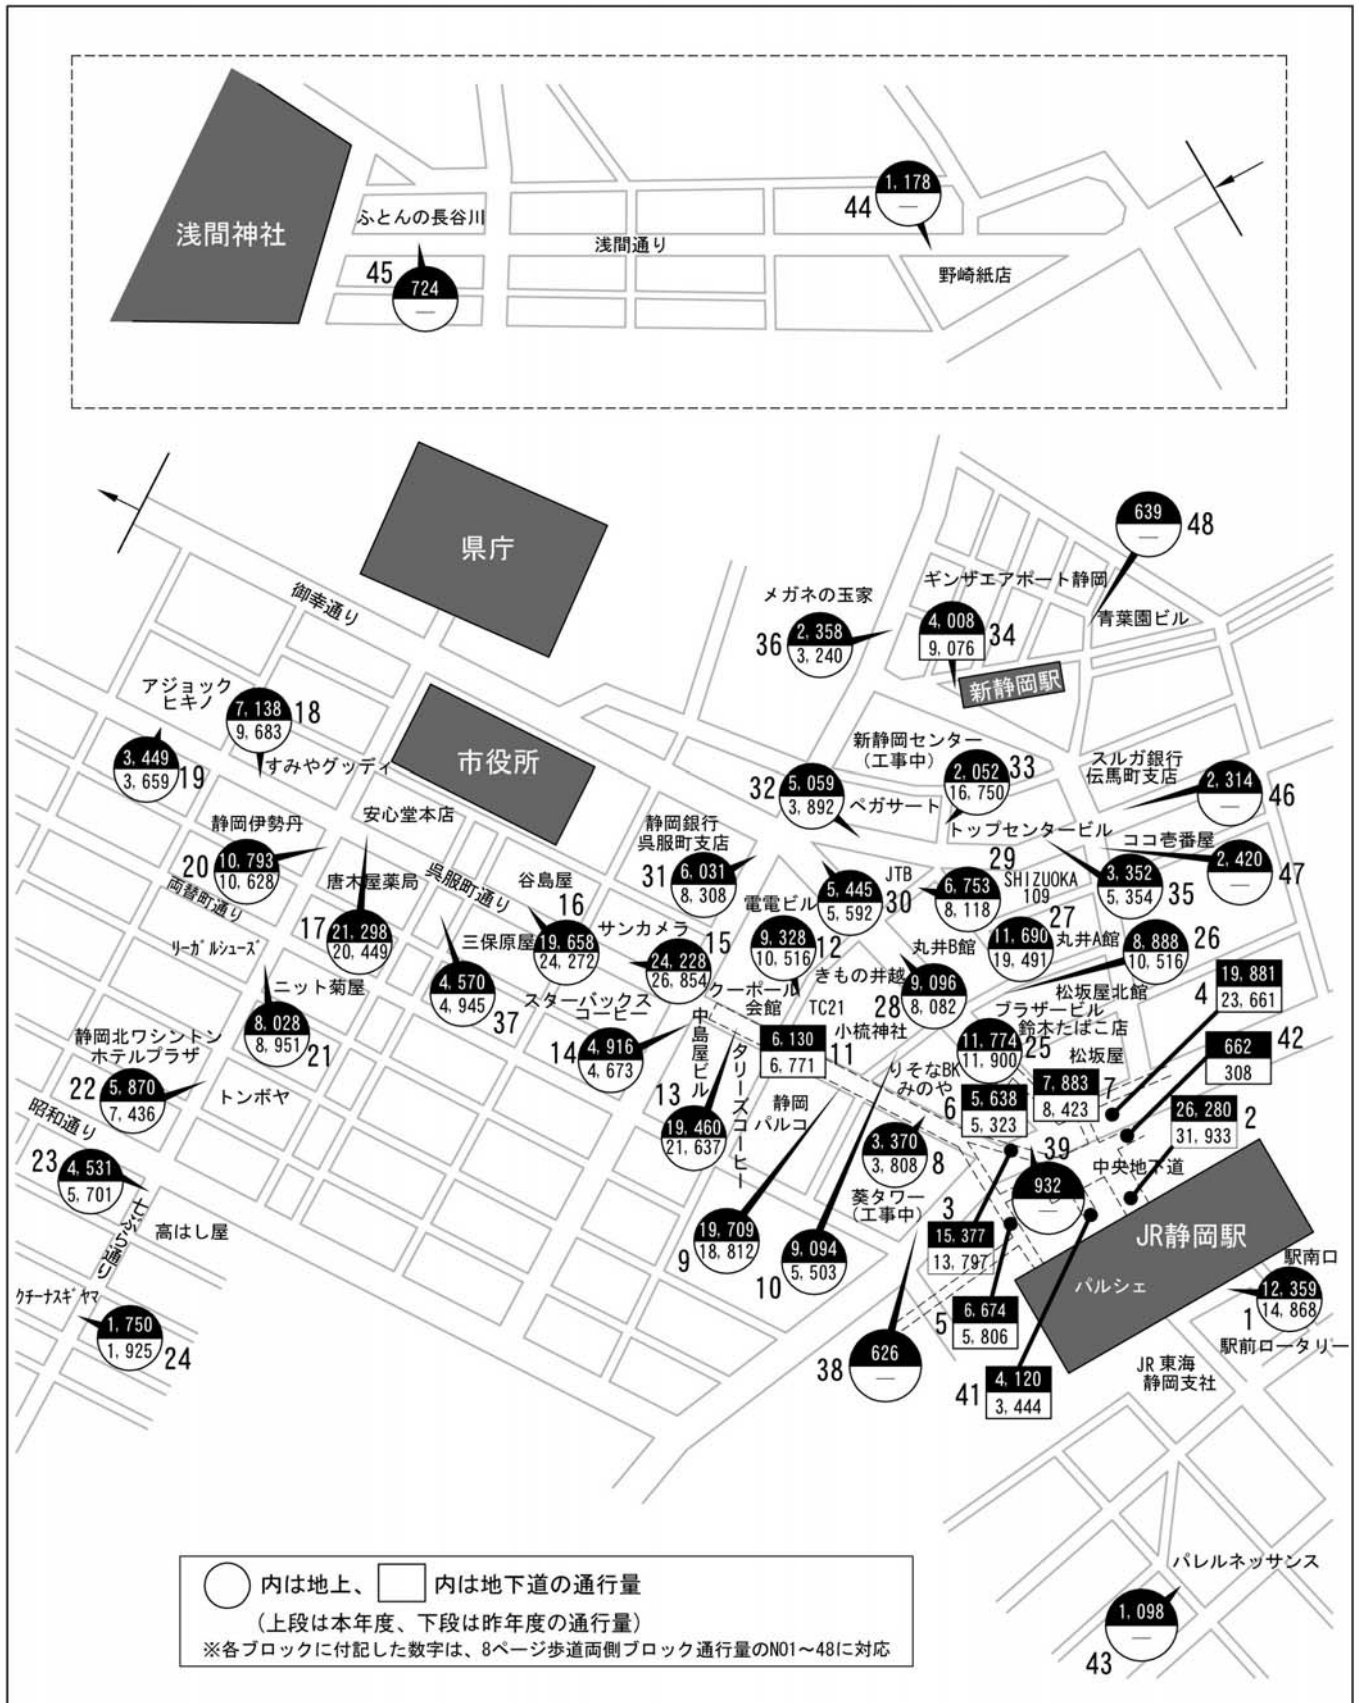 浅間神社
ふとんの長谷川
浅間通り
野崎紙店
1,178
—
44
45
724
—
県庁
御幸通り
639
—
48
ギンザエアポート静岡
青葉園ビル
メガネの玉家
36
2,358
3,240
4,008
9,076
34
新静岡駅
アジョック
ヒキノ
7,138
9,683
18
すみやグッディ
3,449
3,659
19
市役所
新静岡センター
(工事中)
2,052
16,750
33
スルガ銀行
伝馬町支店
2,314
—
46
32
5,059
3,892
ペガサート
トップセンタービル
ココ壱番屋
2,420
—
47
安心堂本店
静岡伊勢丹
20
10,793
10,628
両替町通り
唐木屋薬局
呉服町通り
谷島屋
16
静岡銀行
呉服町支店
31
6,031
8,308
JTB
5,445
5,592
30
29
6,753
8,118
SHIZUOKA
109
3,352
5,354
35
17
21,298
20,449
三保原屋
19,658
24,272
サンカメラ
15
24,228
26,854
電電ビル
9,328
10,516
12
丸井B館
27
11,690
19,491
丸井A館
8,888
10,516
26
リーガルシューズ
ニット菊屋
4,570
4,945
37
スターバックス
コーヒー
クーポール
会館
きもの井越
TC21
28
9,096
8,082
松坂屋北館
ブラザービル
鈴木たばこ店
4
19,881
23,661
8,028
8,951
21
静岡北ワシントン
ホテルプラザ
22
5,870
7,436
トンボヤ
14
4,916
4,673
中島屋ビル
タリーズコーヒー
6,130
6,771
11
小梳神社
11,774
11,900
25
松坂屋
662
308
42
りそなBK
みのや
6
5,638
5,323
7,883
8,423
7
26,280
31,933
2
13
19,460
21,637
静岡
パルコ
昭和通り
23
4,531
5,701
七ぶら通り
高はし屋
3,370
3,808
8
葵タワー
(工事中)
39
932
—
中央地下道
3
15,377
13,797
9
19,709
18,812
10
9,094
5,503
JR静岡駅
パルシェ
駅南口
12,359
14,868
1
駅前ロータリー
5
6,674
5,806
クチーナスギヤマ
1,750
1,925
24
38
626
—
41
4,120
3,444
JR東海
静岡支社
パレルネッサンス
1,098
—
43
内は地上、 内は地下道の通行量
(上段は本年度、下段は昨年度の通行量)
※各ブロックに付記した数字は、8ページ歩道両側ブロック通行量のNO1~48に対応